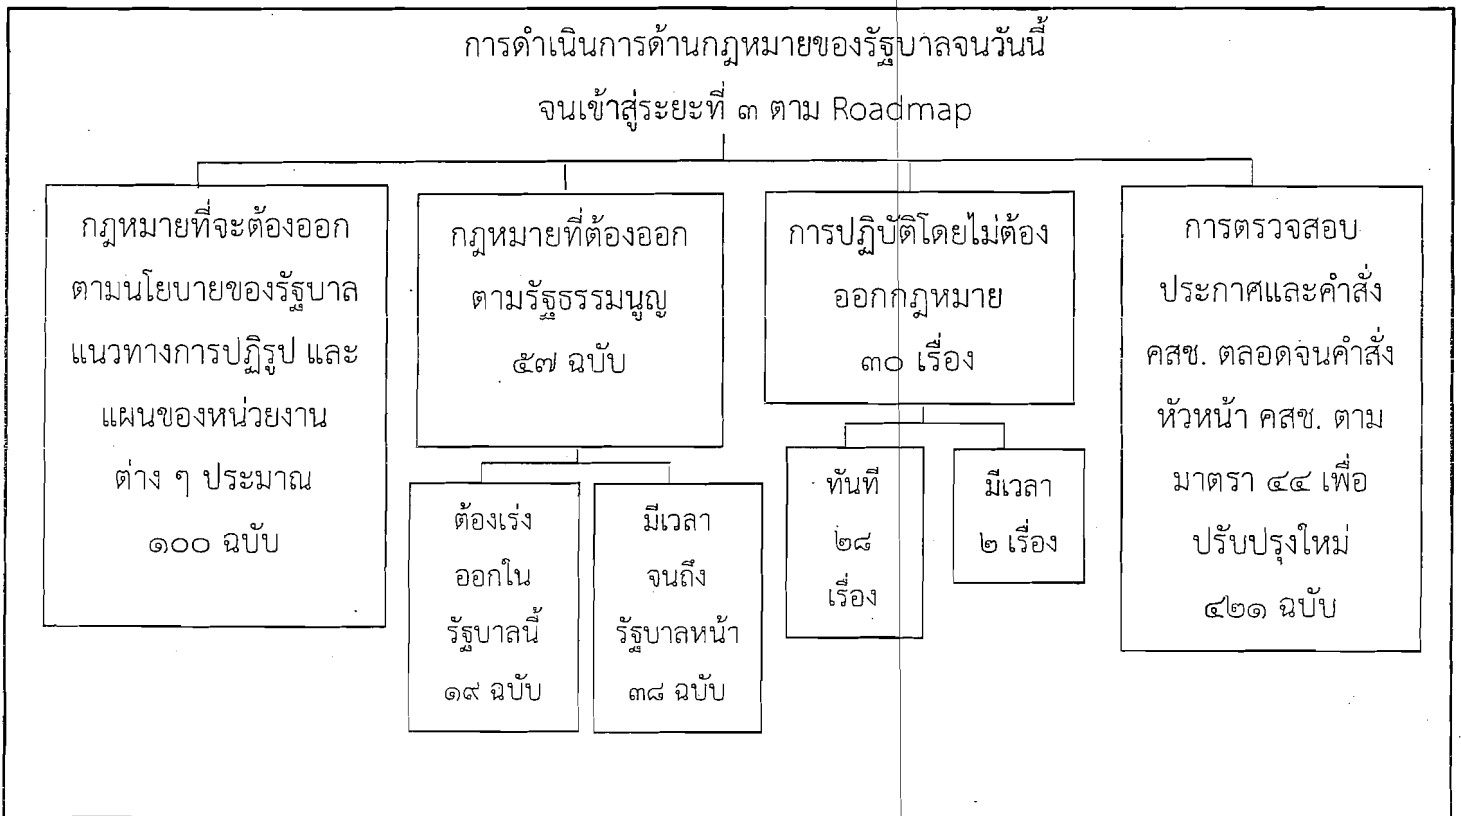 การดำเนินการด้านกฎหมายของรัฐบาลจนวันนี้
จนเข้าสู่ระยะที่ ๓ ตาม Roadmap
กฎหมายที่จะต้องออก
ตามนโยบายของรัฐบาล
แนวทางการปฏิรูป และ
แผนของหน่วยงาน
ต่าง ๆ ประมาณ
๑๐๐ ฉบับ
กฎหมายที่ต้องออก
ตามรัฐธรรมนูญ
๕๗ ฉบับ
ต้องเร่ง
ออกใน
รัฐบาลนี้
๑๙ ฉบับ
มีเวลา
จนถึง
รัฐบาลหน้า
๓๘ ฉบับ
การปฏิบัติโดยไม่ต้อง
ออกกฎหมาย
๓๐ เรื่อง
ทันที
๒๘
เรื่อง
มีเวลา
๒ เรื่อง
การตรวจสอบ
ประกาศและคำสั่ง
คสช. ตลอดจนคำสั่ง
หัวหน้า คสช. ตาม
มาตรา ๔๔ เพื่อ
ปรับปรุงใหม่
๔๒๑ ฉบับ